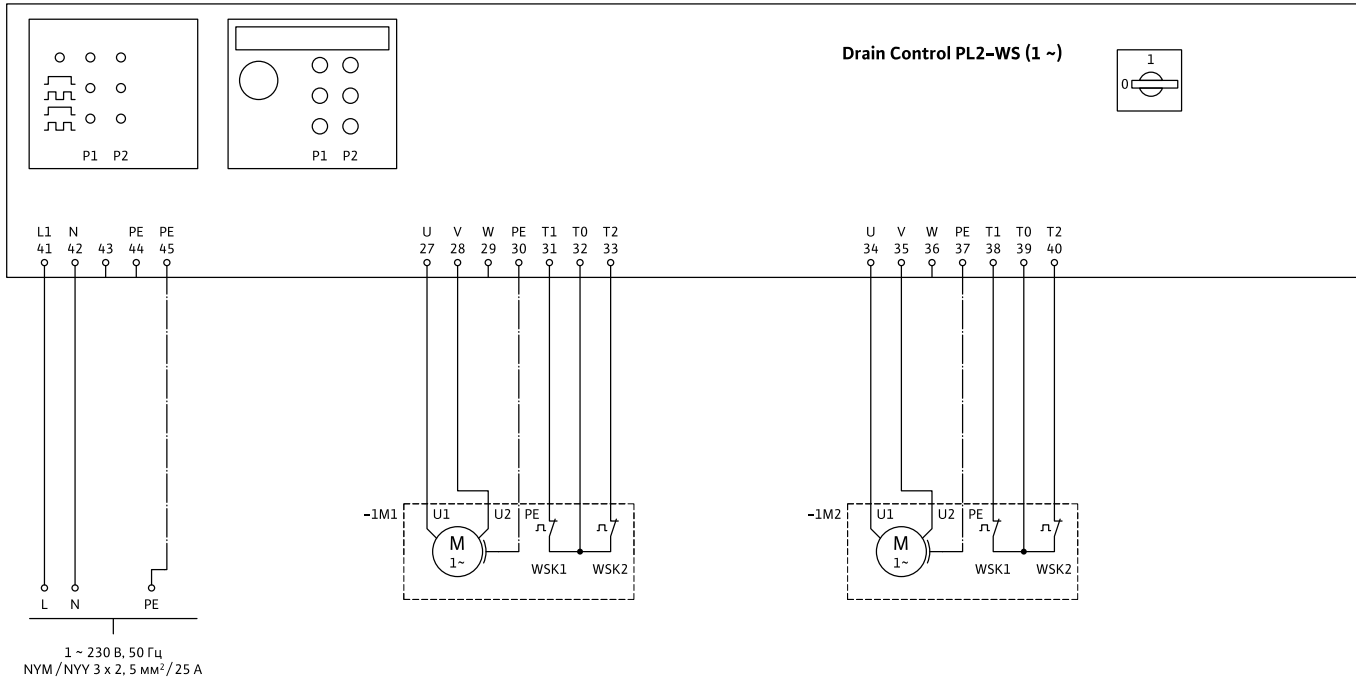 Drain Control PL2-WS (1 ~)
1
0
P1 P2
P1 P2
L1 N PE PE
41 42 43 44 45
U V W PE T1 T0 T2
27 28 29 30 31 32 33
U V W PE T1 T0 T2
34 35 36 37 38 39 40
-1M1 U1 U2 PE
M
1~
WSK1 WSK2
-1M2 U1 U2 PE
M
1~
WSK1 WSK2
L N PE
1 ~ 230 В, 50 Гц
NYM / NYY 3 x 2, 5 мм² / 25 A